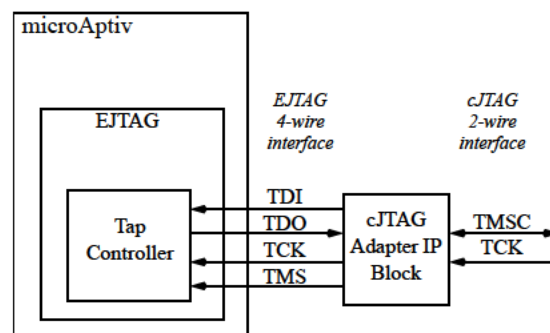 microAptiv
EJTAG
4-wire
interface
cJTAG
2-wire
interface
EJTAG
Tap
Controller
TDI
TDO
TCK
TMS
cJTAG
Adapter IP
Block
TMSC
TCK